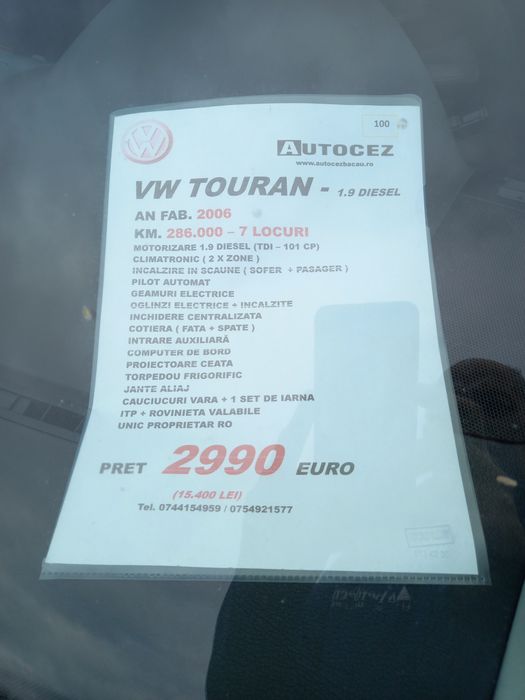 100
AUTOCEZ
www.autocezbacau.ro
VW TOURAN - 1.9 DIESEL
AN FAB. 2006
KM. 286.000 – 7 LOCURI
MOTORIZARE 1.9 DIESEL (TDI – 101 CP)
CLIMATRONIC ( 2 X ZONE )
INCALZIRE IN SCAUNE ( SOFER + PASAGER )
PILOT AUTOMAT
GEAMURI ELECTRICE
OGLINZI ELECTRICE + INCALZITE
INCHIDERE CENTRALIZATA
COTIERA ( FATA + SPATE )
INTRARE AUXILIARĂ
COMPUTER DE BORD
PROIECTOARE CEATA
TORPEDOU FRIGORIFIC
JANTE ALIAJ
CAUCIUCURI VARA + 1 SET DE IARNA
ITP + ROVINIETA VALABILE
UNIC PROPRIETAR RO
PRET 2990 EURO
(15.400 LEI)
Tel. 0744154959 / 0754921577